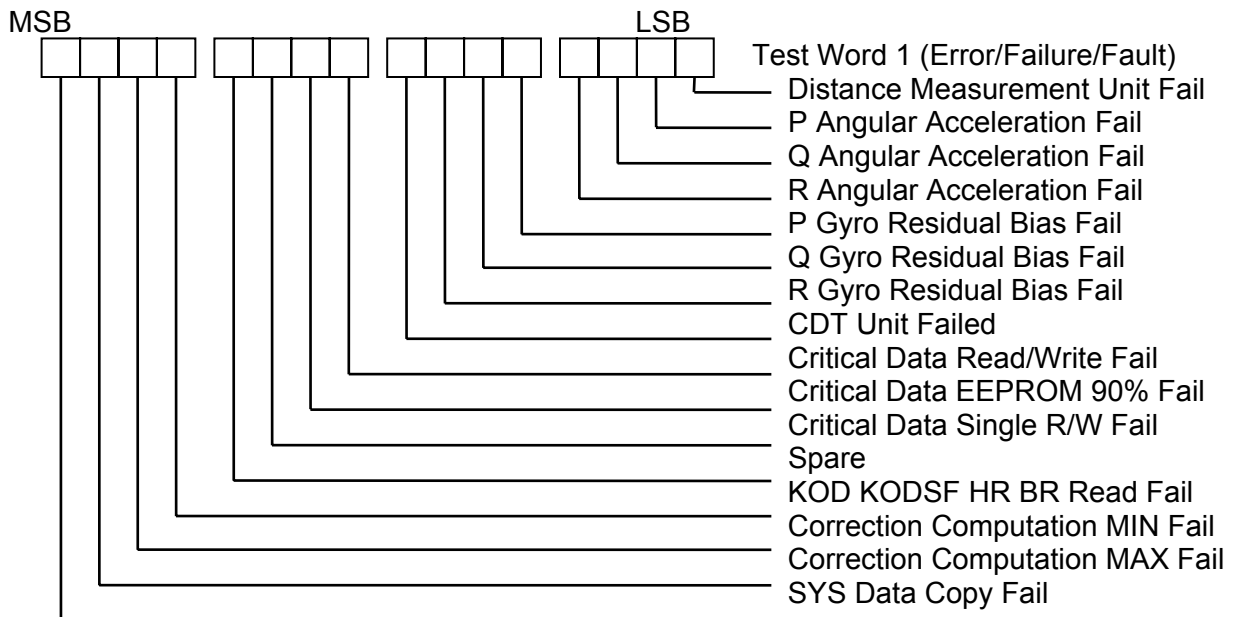 MSB LSB
Test Word 1 (Error/Failure/Fault)
Distance Measurement Unit Fail
P Angular Acceleration Fail
Q Angular Acceleration Fail
R Angular Acceleration Fail
P Gyro Residual Bias Fail
Q Gyro Residual Bias Fail
R Gyro Residual Bias Fail
CDT Unit Failed
Critical Data Read/Write Fail
Critical Data EEPROM 90% Fail
Critical Data Single R/W Fail
Spare
KOD KODSF HR BR Read Fail
Correction Computation MIN Fail
Correction Computation MAX Fail
SYS Data Copy Fail